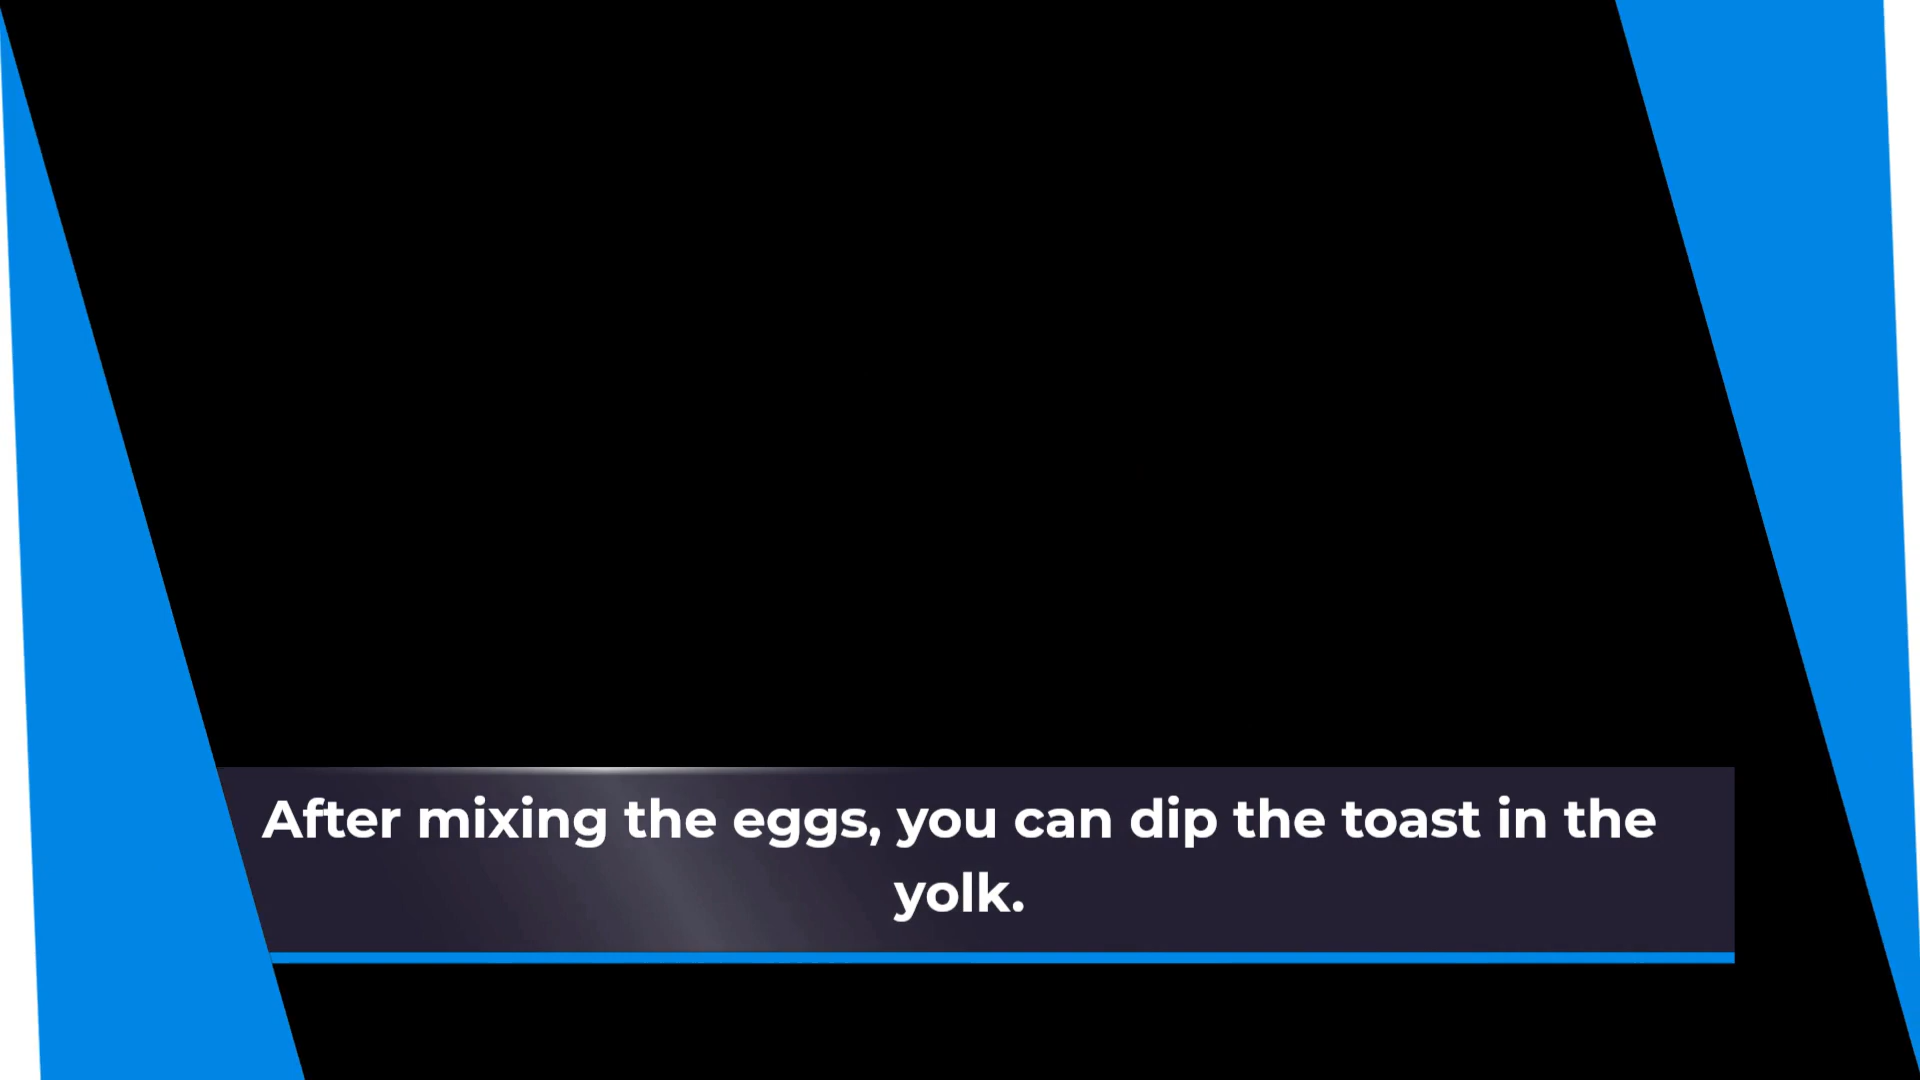 After mixing the eggs, you can dip the toast in the
yolk.